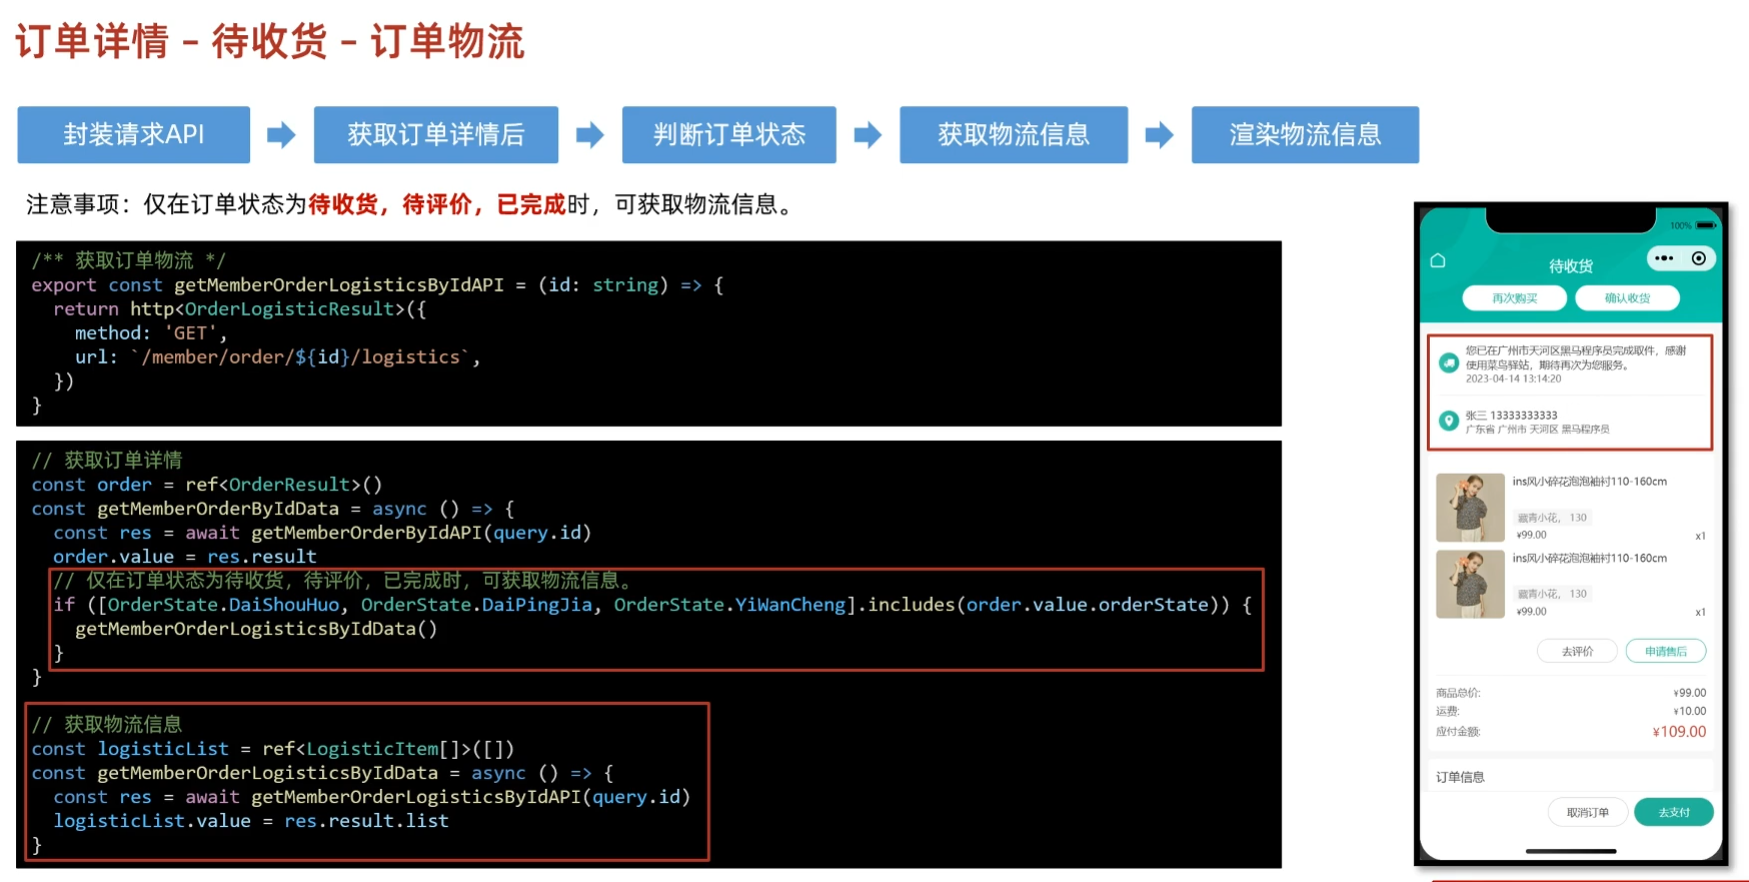 订单详情 – 待收货 – 订单物流
封装请求API
获取订单详情后
判断订单状态
获取物流信息
渲染物流信息
注意事项：仅在订单状态为待收货，待评价，已完成时，可获取物流信息。
/** 获取订单物流 */
export const getMemberOrderLogisticsByIdAPI = (id: string) => {
  return http<OrderLogisticResult>({
    method: 'GET',
    url: `/member/order/${id}/logistics`,
  })
}
// 获取订单详情
const order = ref<OrderResult>()
const getMemberOrderByIdData = async () => {
  const res = await getMemberOrderByIdAPI(query.id)
  order.value = res.result
  // 仅在订单状态为待收货，待评价，已完成时，可获取物流信息。
  if ([OrderState.DaiShouHuo, OrderState.DaiPingJia, OrderState.YiWanCheng].includes(order.value.orderState)) {
    getMemberOrderLogisticsByIdData()
  }
}
// 获取物流信息
const logisticList = ref<LogisticItem[]>([])
const getMemberOrderLogisticsByIdData = async () => {
  const res = await getMemberOrderLogisticsByIdAPI(query.id)
  logisticList.value = res.result.list
}
100%
待收货
再次购买
确认收货
您已在广州市天河区黑马程序员完成取件，感谢
使用菜鸟驿站，期待再次为您服务。
2023-04-14 13:14:20
张三 13333333333
广东省 广州市 天河区 黑马程序员
ins风小碎花泡泡袖衬110-160cm
藏青小花， 130
¥99.00 x1
ins风小碎花泡泡袖衬110-160cm
藏青小花， 130
¥99.00 x1
去评价
申请售后
商品总价: ¥99.00
运费: ¥10.00
应付金额: ¥109.00
订单信息
取消订单
去支付